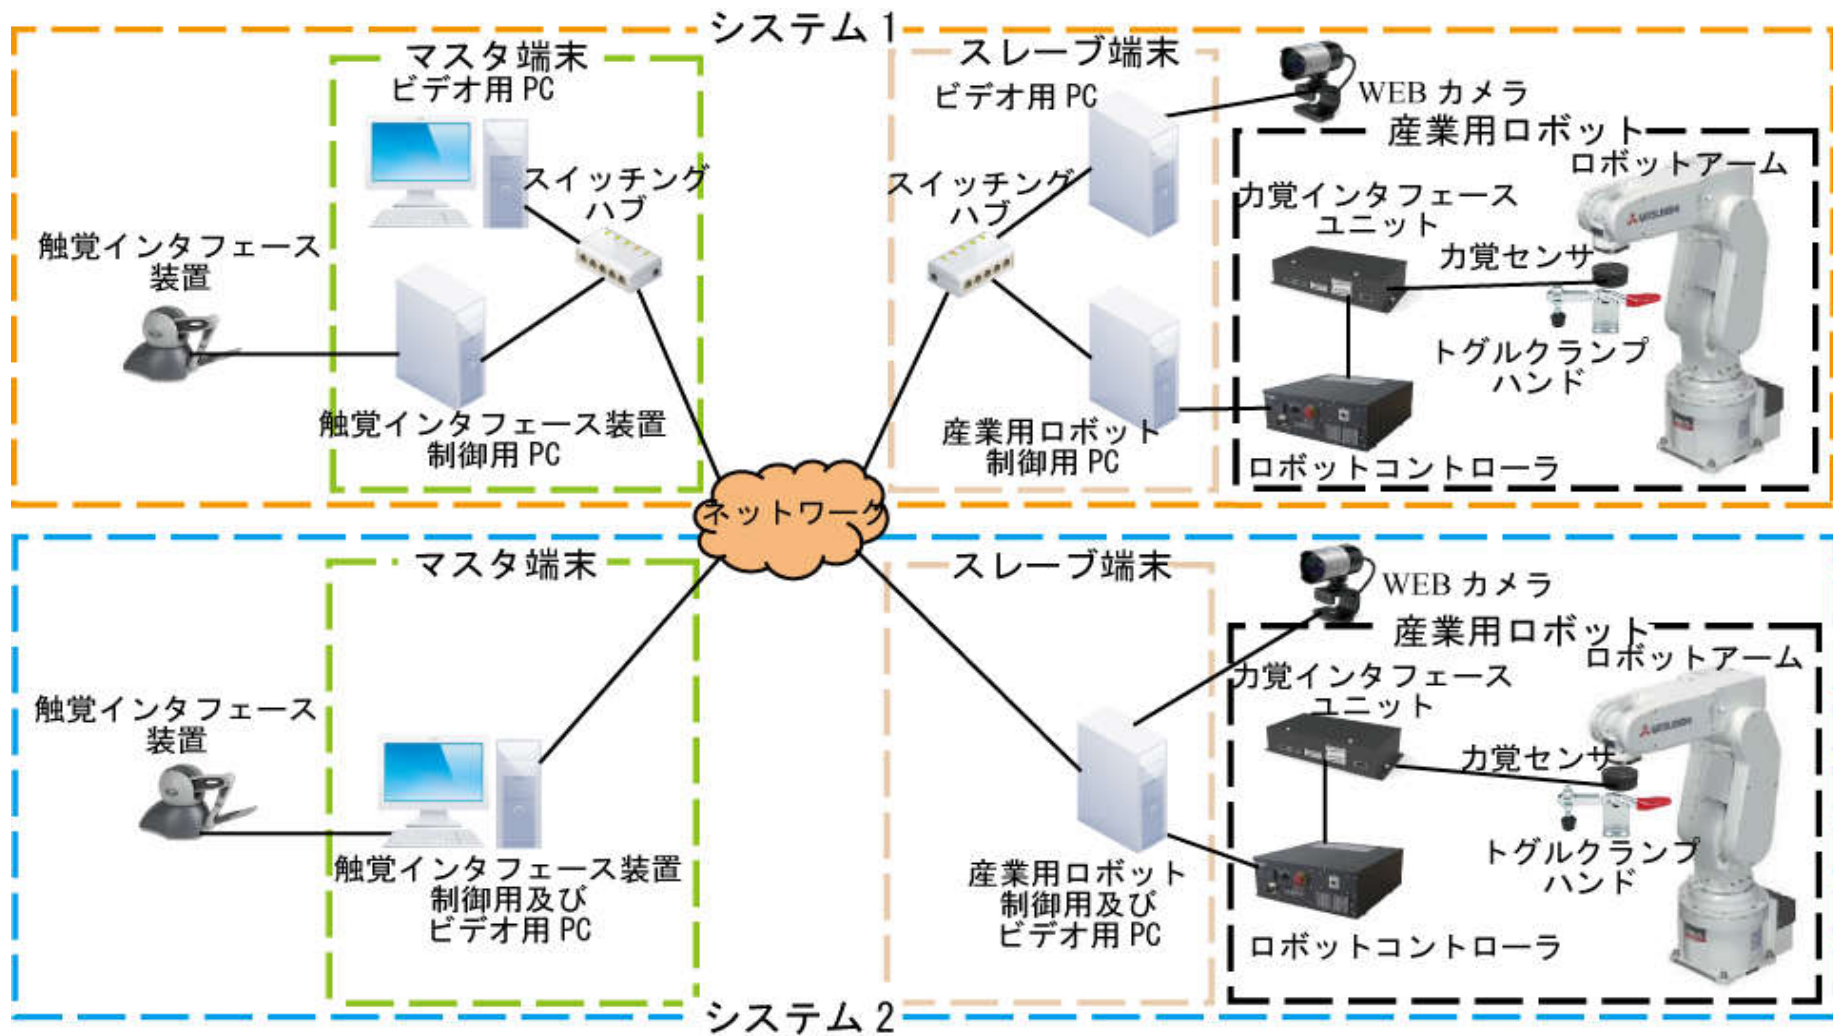 システム 1
マスタ端末
ビデオ用 PC
スイッチング
ハブ
触覚インタフェース
装置
触覚インタフェース装置
制御用 PC
スレーブ端末
ビデオ用 PC
スイッチング
ハブ
産業用ロボット
制御用 PC
WEB カメラ
産業用ロボット
ロボットアーム
力覚インタフェース
ユニット
力覚センサ
MITSUBISHI
トグルクランプ
ハンド
ロボットコントローラ
ネットワーク
マスタ端末
触覚インタフェース
装置
触覚インタフェース装置
制御用及び
ビデオ用 PC
スレーブ端末
産業用ロボット
制御用及び
ビデオ用 PC
WEB カメラ
産業用ロボット
ロボットアーム
力覚インタフェース
ユニット
力覚センサ
MITSUBISHI
トグルクランプ
ハンド
ロボットコントローラ
システム 2